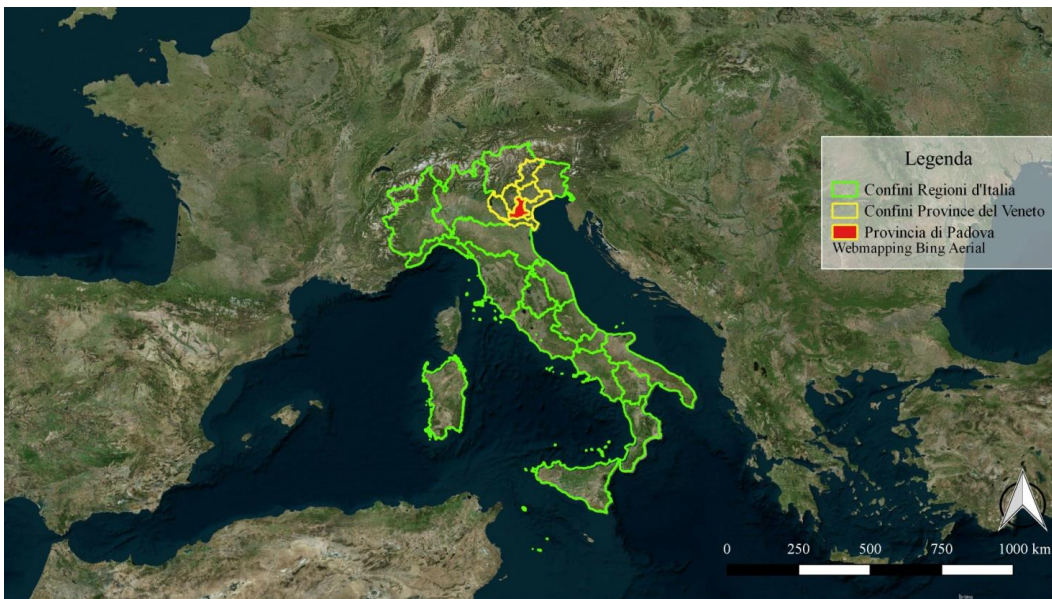 Legenda
Confini Regioni d'Italia
Confini Province del Veneto
Provincia di Padova
Webmapping Bing Aerial
0 250 500 750 1000 km